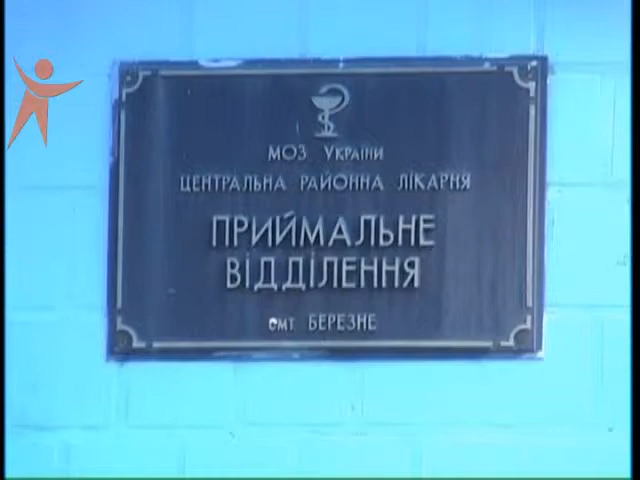 МОЗ України
ЦЕНТРАЛЬНА РАЙОННА ЛІКАРНЯ
ПРИЙМАЛЬНЕ
ВІДДІЛЕННЯ
смт. БЕРЕЗНЕ